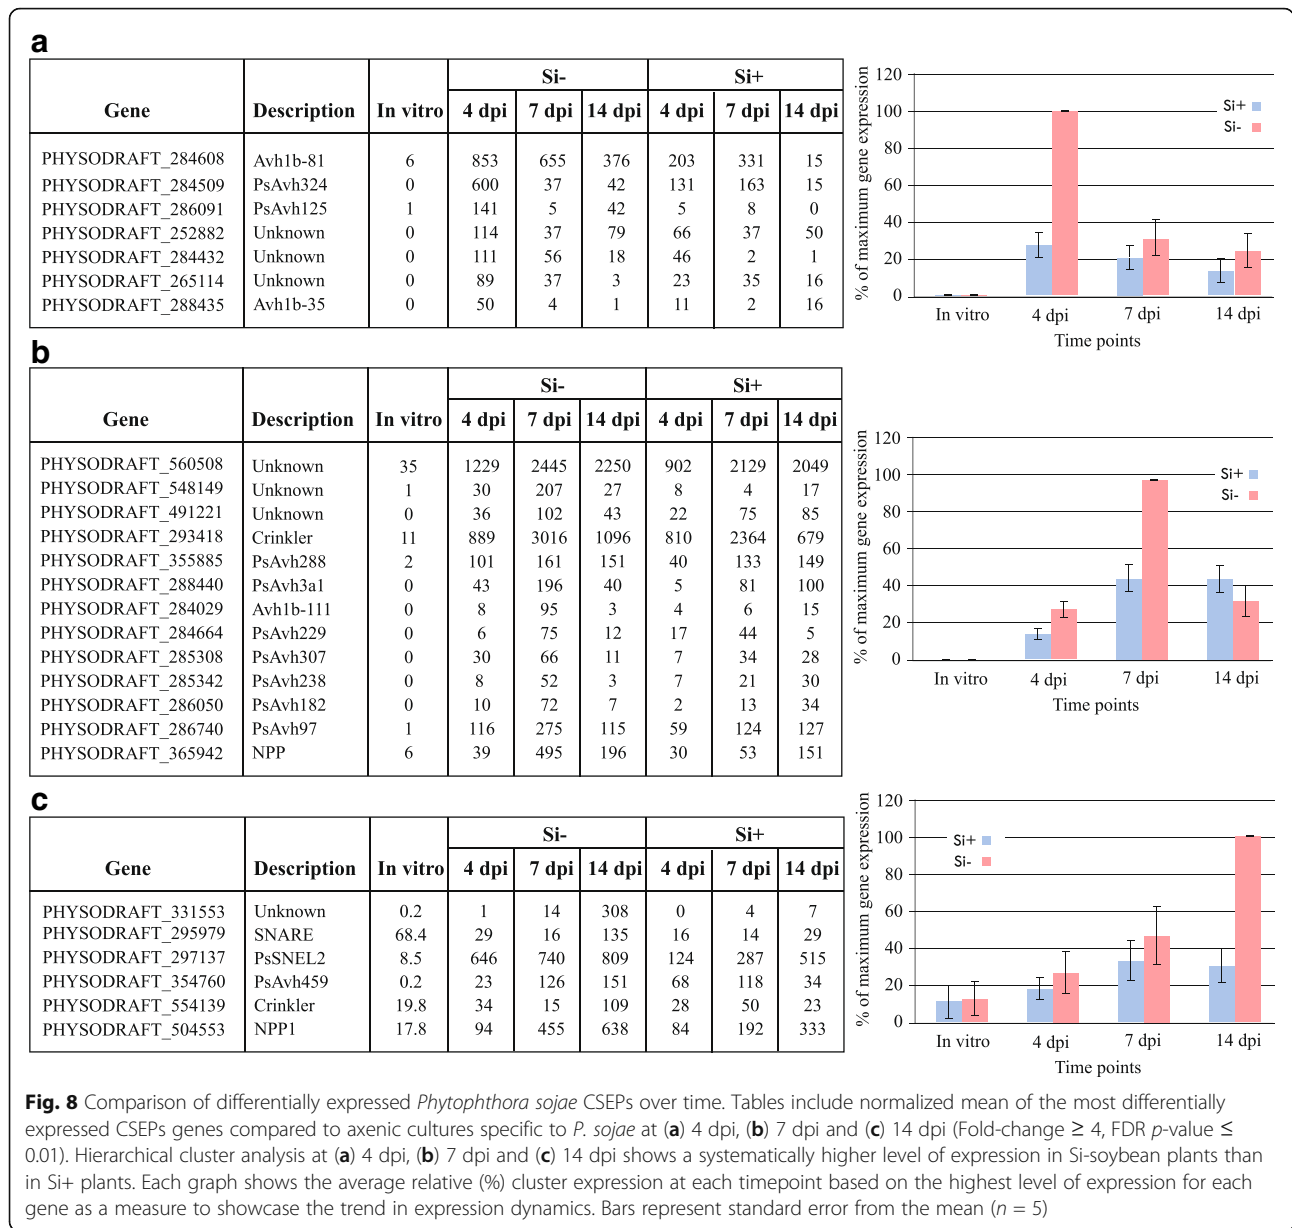 a
Si- Si+
Gene Description In vitro 4 dpi 7 dpi 14 dpi 4 dpi 7 dpi 14 dpi
PHYSODRAFT_284608 Avh1b-81 6 853 655 376 203 331 15
PHYSODRAFT_284509 PsAvh324 0 600 37 42 131 163 15
PHYSODRAFT_286091 PsAvh125 1 141 5 42 5 8 0
PHYSODRAFT_252882 Unknown 0 114 37 79 66 37 50
PHYSODRAFT_284432 Unknown 0 111 56 18 46 2 1
PHYSODRAFT_265114 Unknown 0 89 37 3 23 35 16
PHYSODRAFT_288435 Avh1b-35 0 50 4 1 11 2 16
% of maximum gene expression
120
100
80
60
40
20
0
Si+
Si-
In vitro 4 dpi 7 dpi 14 dpi
Time points
b
Si- Si+
Gene Description In vitro 4 dpi 7 dpi 14 dpi 4 dpi 7 dpi 14 dpi
PHYSODRAFT_560508 Unknown 35 1229 2445 2250 902 2129 2049
PHYSODRAFT_548149 Unknown 1 30 207 27 8 4 17
PHYSODRAFT_491221 Unknown 0 36 102 43 22 75 85
PHYSODRAFT_293418 Crinkler 11 889 3016 1096 810 2364 679
PHYSODRAFT_355885 PsAvh288 2 101 161 151 40 133 149
PHYSODRAFT_288440 PsAvh3a1 0 43 196 40 5 81 100
PHYSODRAFT_284029 Avh1b-111 0 8 95 3 4 6 15
PHYSODRAFT_284664 PsAvh229 0 6 75 12 17 44 5
PHYSODRAFT_285308 PsAvh307 0 30 66 11 7 34 28
PHYSODRAFT_285342 PsAvh238 0 8 52 3 7 21 30
PHYSODRAFT_286050 PsAvh182 0 10 72 7 2 13 34
PHYSODRAFT_286740 PsAvh97 1 116 275 115 59 124 127
PHYSODRAFT_365942 NPP 6 39 495 196 30 53 151
% of maximum gene expression
120
100
80
60
40
20
0
Si+
Si-
In vitro 4 dpi 7 dpi 14 dpi
Time points
c
Si- Si+
Gene Description In vitro 4 dpi 7 dpi 14 dpi 4 dpi 7 dpi 14 dpi
PHYSODRAFT_331553 Unknown 0.2 1 14 308 0 4 7
PHYSODRAFT_295979 SNARE 68.4 29 16 135 16 14 29
PHYSODRAFT_297137 PsSNEL2 8.5 646 740 809 124 287 515
PHYSODRAFT_354760 PsAvh459 0.2 23 126 151 68 118 34
PHYSODRAFT_554139 Crinkler 19.8 34 15 109 28 50 23
PHYSODRAFT_504553 NPP1 17.8 94 455 638 84 192 333
% of maximum gene expression
120
100
80
60
40
20
0
Si+
Si-
In vitro 4 dpi 7 dpi 14 dpi
Time points
Fig. 8 Comparison of differentially expressed Phytophthora sojae CSEPs over time. Tables include normalized mean of the most differentially
expressed CSEPs genes compared to axenic cultures specific to P. sojae at (a) 4 dpi, (b) 7 dpi and (c) 14 dpi (Fold-change ≥ 4, FDR p-value ≤
0.01). Hierarchical cluster analysis at (a) 4 dpi, (b) 7 dpi and (c) 14 dpi shows a systematically higher level of expression in Si-soybean plants than
in Si+ plants. Each graph shows the average relative (%) cluster expression at each timepoint based on the highest level of expression for each
gene as a measure to showcase the trend in expression dynamics. Bars represent standard error from the mean (n = 5)